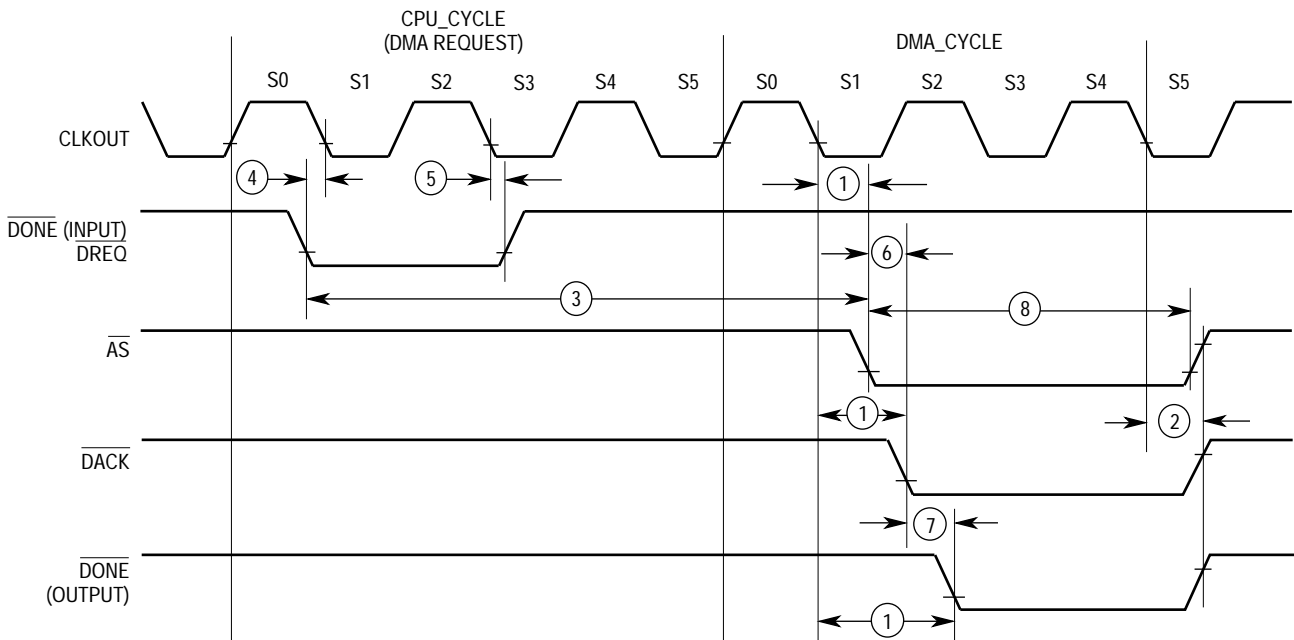 CPU_CYCLE
(DMA REQUEST)
DMA_CYCLE
S0 S1 S2 S3 S4 S5 S0 S1 S2 S3 S4 S5
CLKOUT
4 5 1
DONE (INPUT)
DREQ
6
3
8
AS
1
2
DACK
7
DONE
(OUTPUT)
1